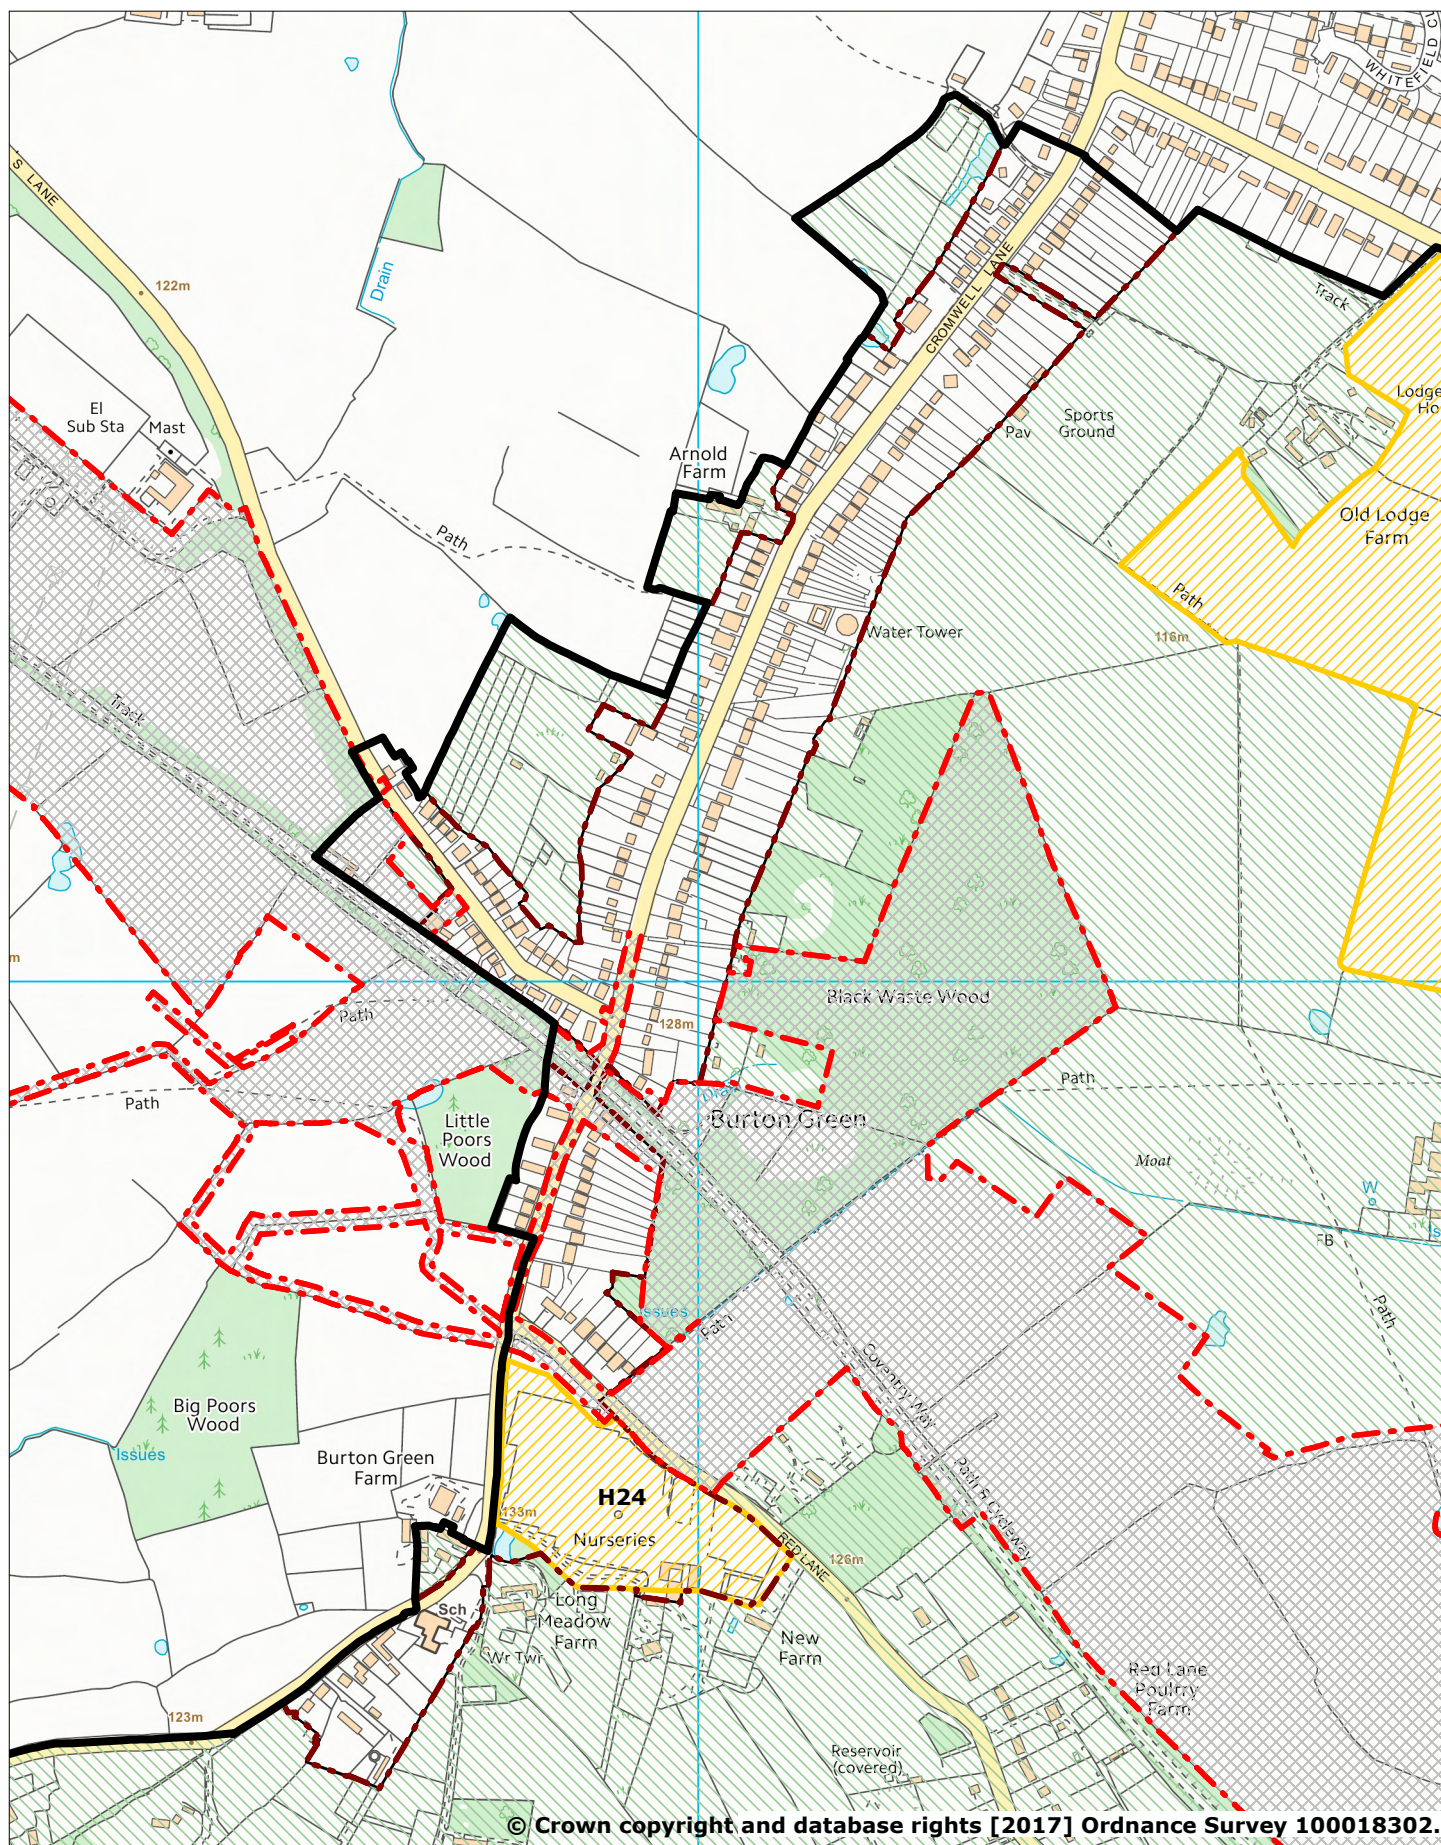 WHITEFIELD CL
S LANE
122m
Drain
CROMWELL LANE
Track
Lodge
Ho
El
Sub Sta
Mast
Pav
Sports
Ground
Arnold
Farm
Old Lodge
Farm
Path
Path
Water Tower
116m
Track
m
Black Waste Wood
Path
128m
Path
Path
Drain
Burton Green
Little
Poors
Wood
Moat
W
Is
FB
Path
Issues
Path
Coventry Way
Big Poors
Wood
Issues
Burton Green
Farm
Path & Cycleway
H24
133m
Nurseries
RED LANE
126m
Sch
Long
Meadow
Farm
New
Farm
Wr Twr
Red Lane
Poultry
Farm
123m
Reservoir
(covered)
© Crown copyright and database rights [2017] Ordnance Survey 100018302.